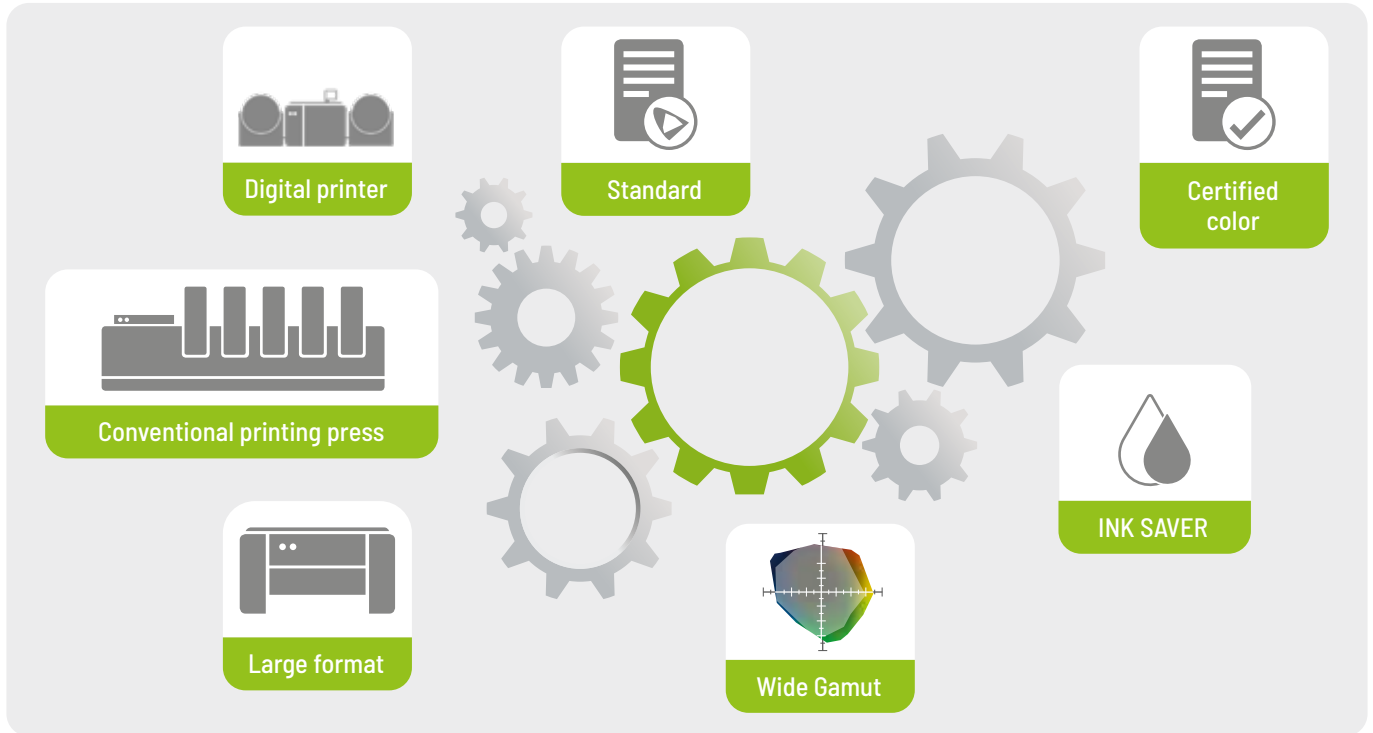 Digital printer
Standard
Certified
color
Conventional printing press
INK SAVER
Large format
Wide Gamut